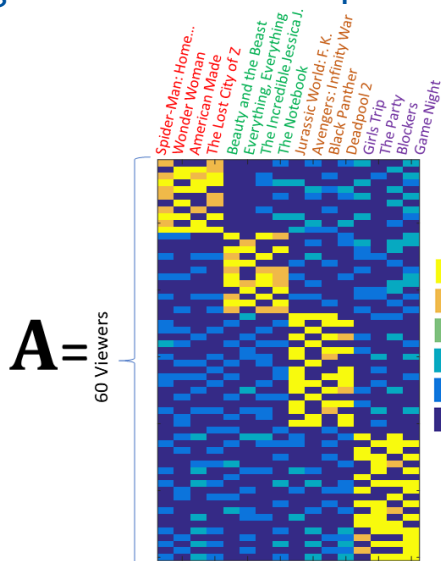 Spider-Man: Home...
Wonder Woman
American Made
The Lost City of Z
Beauty and the Beast
Everything, Everything
The Incredible Jessica J.
The Notebook
Jurassic World: F. K.
Avengers: Infinity War
Black Panther
Deadpool 2
Girls Trip
The Party
Blockers
Game Night
A=
60 Viewers